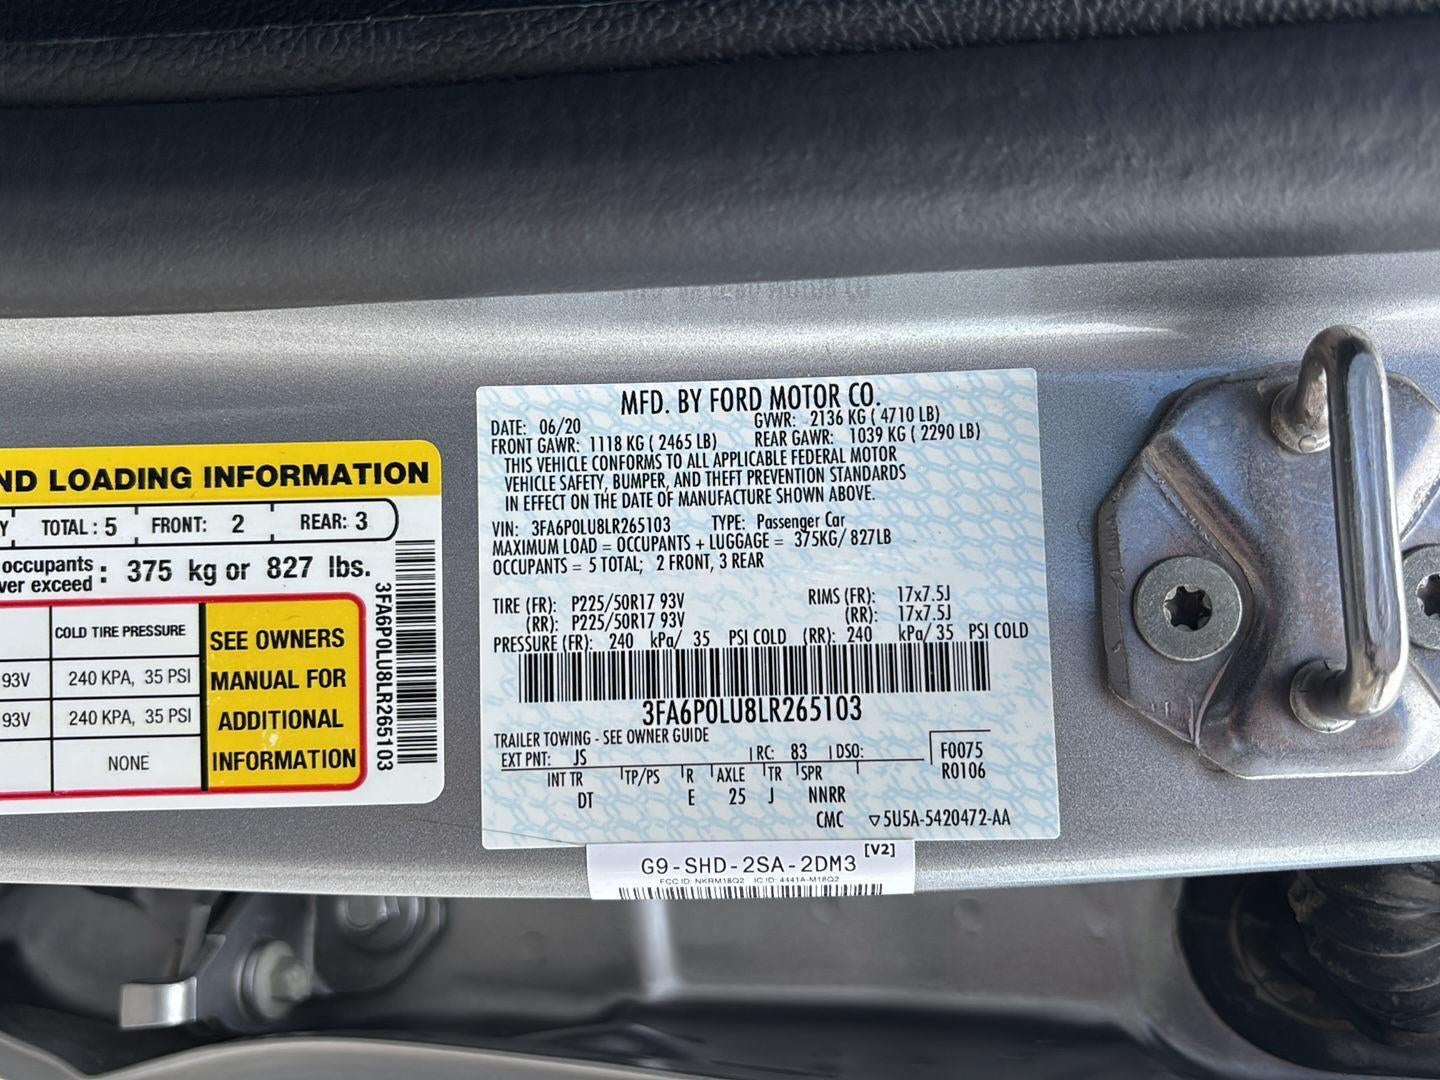 ND LOADING INFORMATION
Y TOTAL : 5 FRONT: 2 REAR: 3
occupants
ver exceed : 375 kg or 827 lbs.
COLD TIRE PRESSURE
93V 240 KPA, 35 PSI
93V 240 KPA, 35 PSI
NONE
SEE OWNERS
MANUAL FOR
ADDITIONAL
INFORMATION
3FA6P0LU8LR265103
MFD. BY FORD MOTOR CO.
DATE: 06/20 GVWR: 2136 KG ( 4710 LB)
FRONT GAWR: 1118 KG ( 2465 LB) REAR GAWR: 1039 KG ( 2290 LB)
THIS VEHICLE CONFORMS TO ALL APPLICABLE FEDERAL MOTOR
VEHICLE SAFETY, BUMPER, AND THEFT PREVENTION STANDARDS
IN EFFECT ON THE DATE OF MANUFACTURE SHOWN ABOVE.
VIN: 3FA6P0LU8LR265103 TYPE: Passenger Car
MAXIMUM LOAD = OCCUPANTS + LUGGAGE = 375KG/ 827LB
OCCUPANTS = 5 TOTAL; 2 FRONT, 3 REAR
TIRE (FR): P225/50R17 93V RIMS (FR): 17x7.5J
(RR): P225/50R17 93V (RR): 17x7.5J
PRESSURE (FR): 240 kPa/ 35 PSI COLD (RR): 240 kPa/ 35 PSI COLD
3FA6P0LU8LR265103
TRAILER TOWING - SEE OWNER GUIDE
EXT PNT: JS RC: 83 DSO: F0075
INT TR TP/PS R AXLE TR SPR R0106
DT E 25 J NNRR
CMC ▽5U5A-5420472-AA
G9-SHD-2SA-2DM3 [V2]
FCC ID: NKRM18Q2 IC ID: 4441A-M18Q2